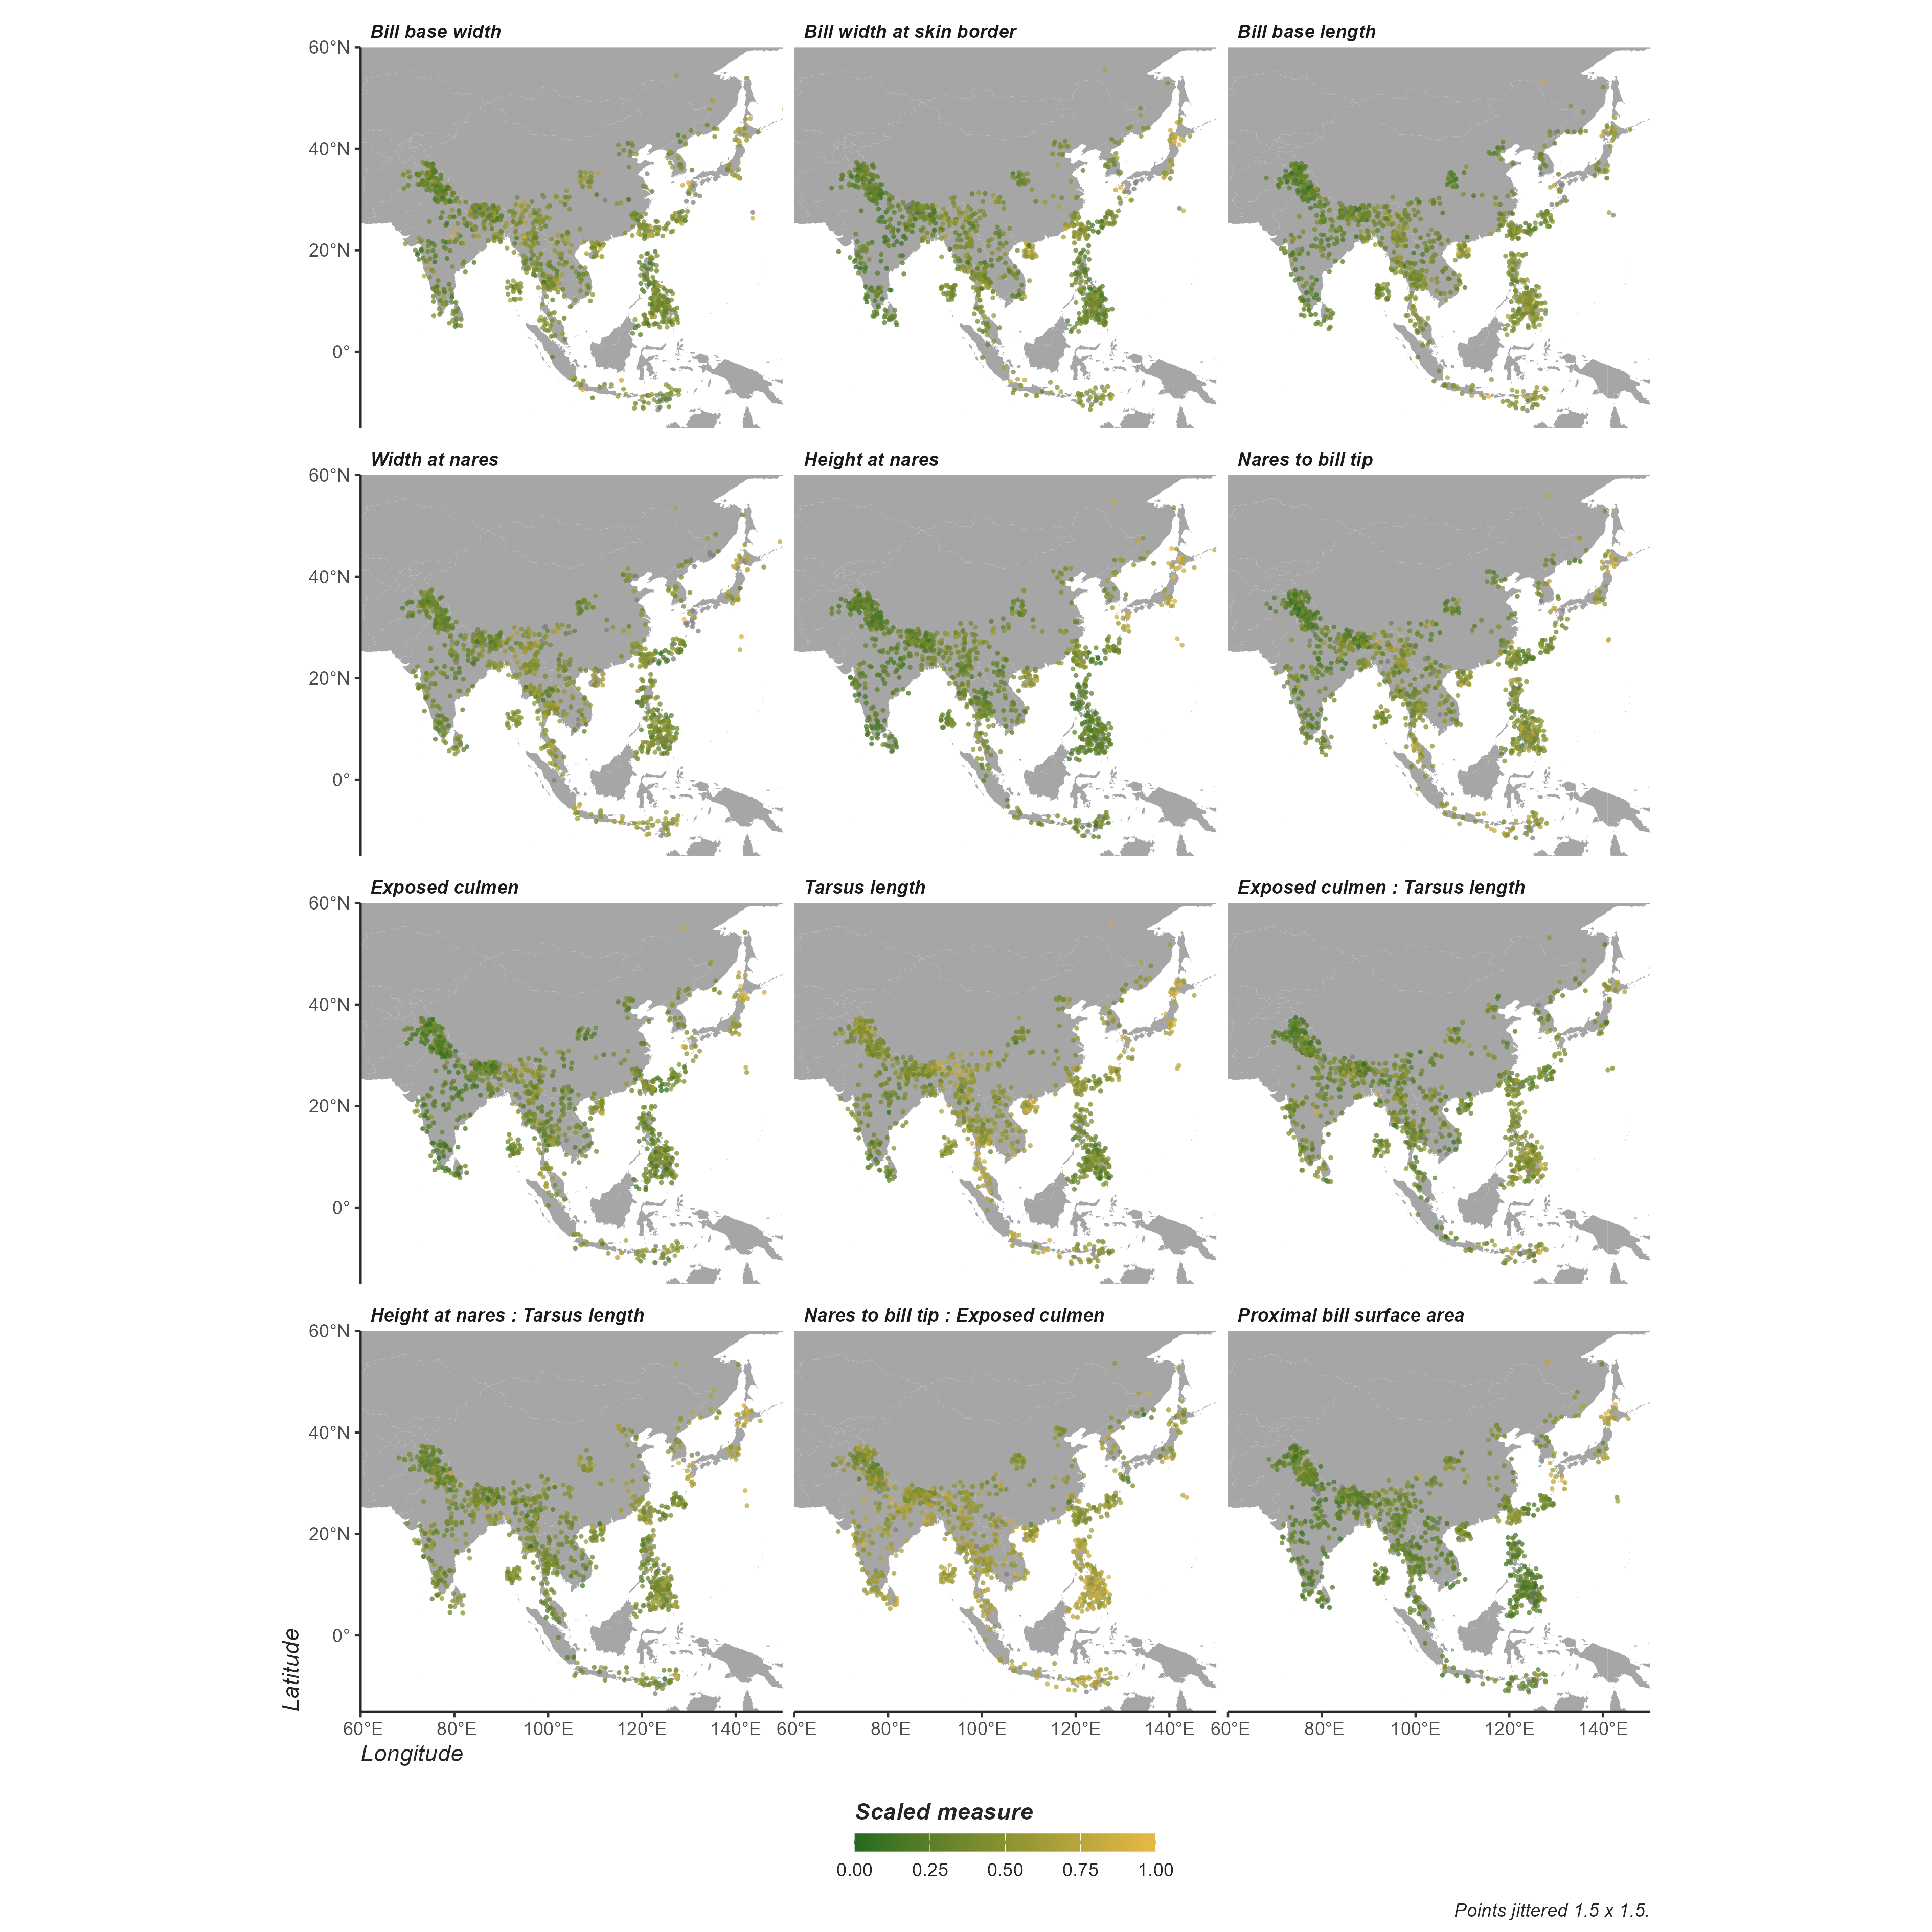 Bill base width
Bill width at skin border
Bill base length
60°N
40°N
20°N
0°
Width at nares
Height at nares
Nares to bill tip
60°N
40°N
20°N
0°
Exposed culmen
Tarsus length
Exposed culmen : Tarsus length
60°N
40°N
20°N
0°
Height at nares : Tarsus length
Nares to bill tip : Exposed culmen
Proximal bill surface area
60°N
40°N
20°N
0°
Latitude
60°E 80°E 100°E 120°E 140°E 60°E 80°E 100°E 120°E 140°E 60°E 80°E 100°E 120°E 140°E
Longitude
Scaled measure
0.00 0.25 0.50 0.75 1.00
Points jittered 1.5 x 1.5.